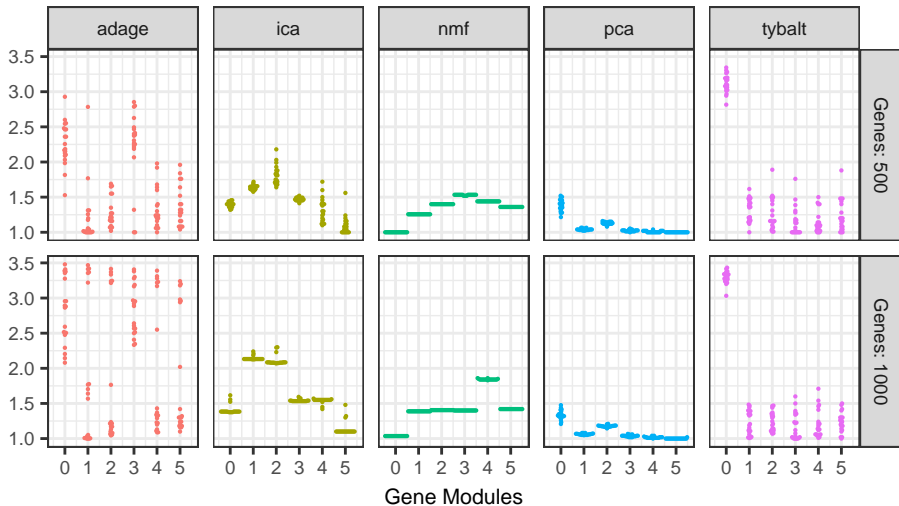 adage ica nmf pca tybalt
3.5
3.0
2.5
2.0
1.5
1.0
Genes: 500
3.5
3.0
2.5
2.0
1.5
1.0
Genes: 1000
0 1 2 3 4 5 0 1 2 3 4 5 0 1 2 3 4 5 0 1 2 3 4 5 0 1 2 3 4 5
Gene Modules